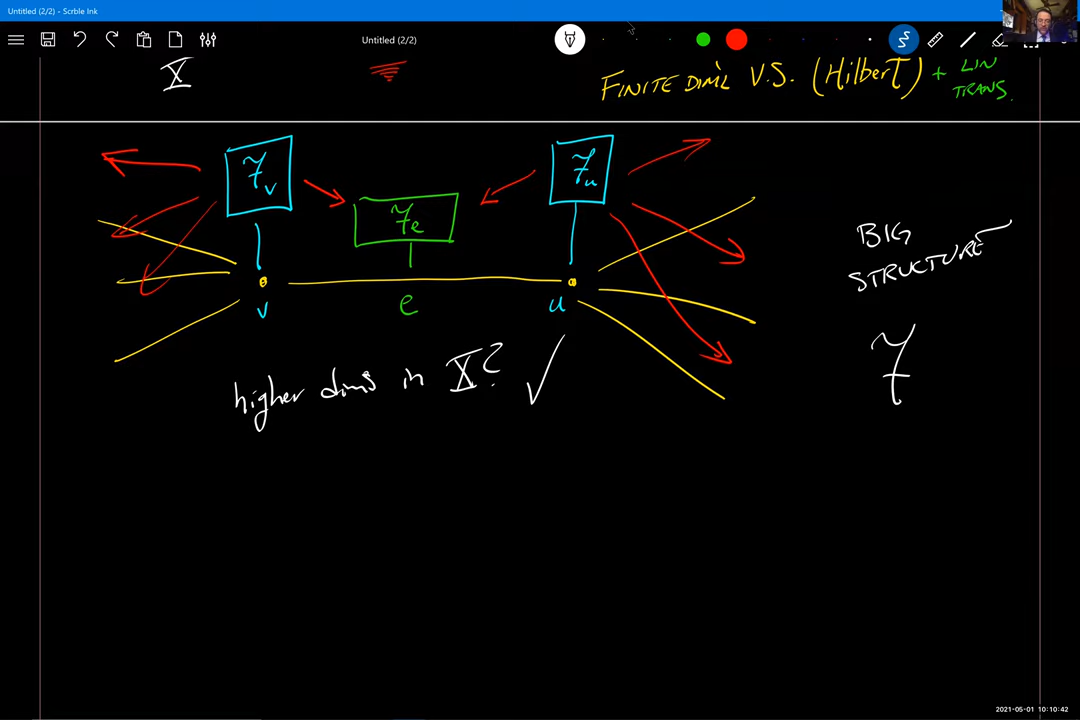 Untitled (2/2) - Scrble Ink
Untitled (2/2)
X
FINITE DIM'L V.S. (HilberT) + LIN
TRANS.
F_v
F_u
F_e
v
e
u
BIG
STRUCTURE
F
higher dims in X? ✓
2021-05-01 10:10:42